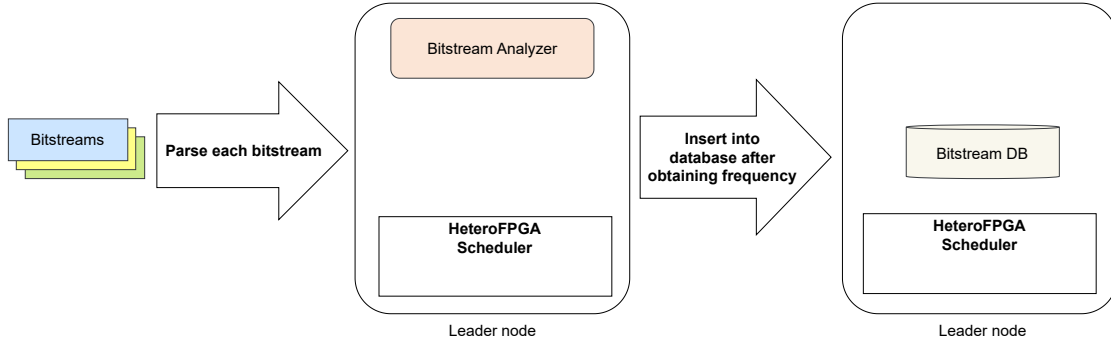 Bitstreams
Parse each bitstream
Bitstream Analyzer
HeteroFPGA
Scheduler
Leader node
Insert into
database after
obtaining frequency
Bitstream DB
HeteroFPGA
Scheduler
Leader node